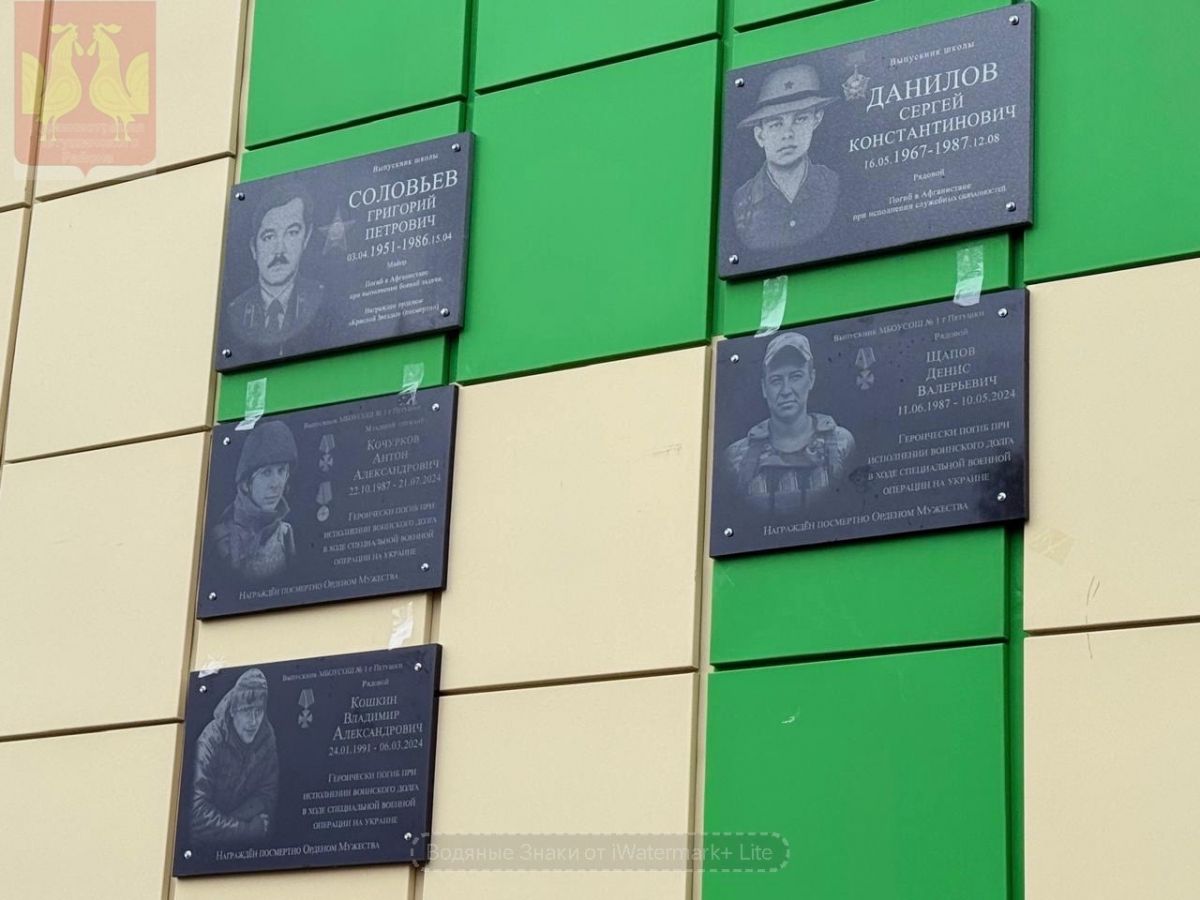 Администрация
Петушинского
Района
Выпускник школы
СОЛОВЬЕВ
ГРИГОРИЙ
ПЕТРОВИЧ
03.04.1951-1986.15.04
Майор
Погиб в Афганистане
при выполнении боевой задачи.
Награжден орденом
«Красной Звезды» (посмертно)
Выпускник школы
ДАНИЛОВ
СЕРГЕЙ
КОНСТАНТИНОВИЧ
16.05.1967-1987.12.08
Рядовой
Погиб в Афганистане
при исполнении служебных обязанностей
Выпускник МБОУСОШ № 1 г Петушки
Младший сержант
Кочурков
Антон
Александрович
22.10.1987 - 21.07.2024
Героически погиб при
исполнении воинского долга
в ходе специальной военной
операции на Украине
Награждён посмертно Орденом Мужества
Выпускник МБОУСОШ № 1 г Петушки
Рядовой
Щапов
Денис
Валерьевич
11.06.1987 - 10.05.2024
Героически погиб при
исполнении воинского долга
в ходе специальной военной
операции на Украине
Награждён посмертно Орденом Мужества
Выпускник МБОУСОШ № 1 г Петушки
Рядовой
Кошкин
Владимир
Александрович
24.01.1991 - 06.03.2024
Героически погиб при
исполнении воинского долга
в ходе специальной военной
операции на Украине
Награждён посмертно Орденом Мужества
Водяные Знаки от iWatermark+ Lite